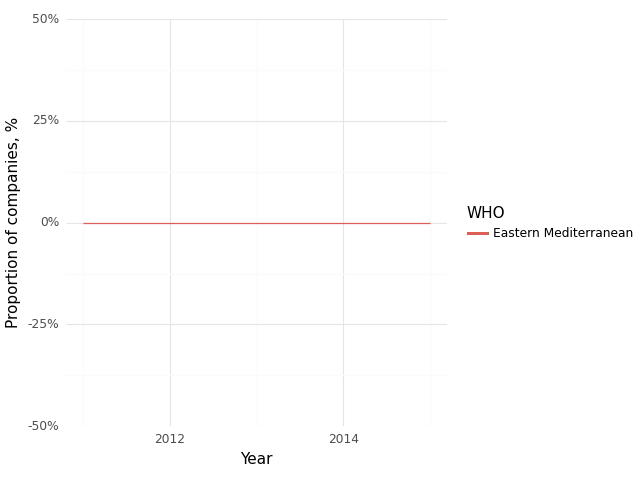 50%
25%
0%
-25%
-50%
Proportion of companies, %
2012
2014
Year
WHO
Eastern Mediterranean